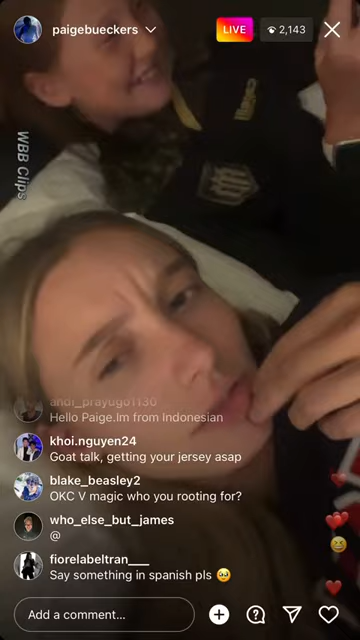 paigebueckers
LIVE
2,143
WBB Clips
andr_prayugo1130
Hello Paige.Im from Indonesian
khoi.nguyen24
Goat talk, getting your jersey asap
blake_beasley2
OKC V magic who you rooting for?
who_else_but_james
@
fiorelabeltran___
Say something in spanish pls 🥺
Add a comment...